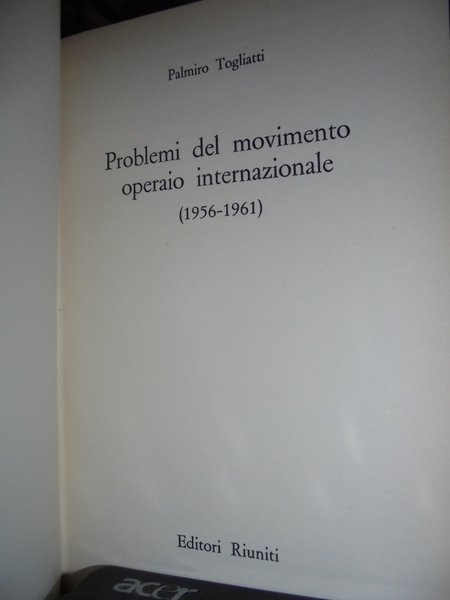 Palmiro Togliatti
Problemi del movimento
operaio internazionale
(1956-1961)
Editori Riuniti
acer